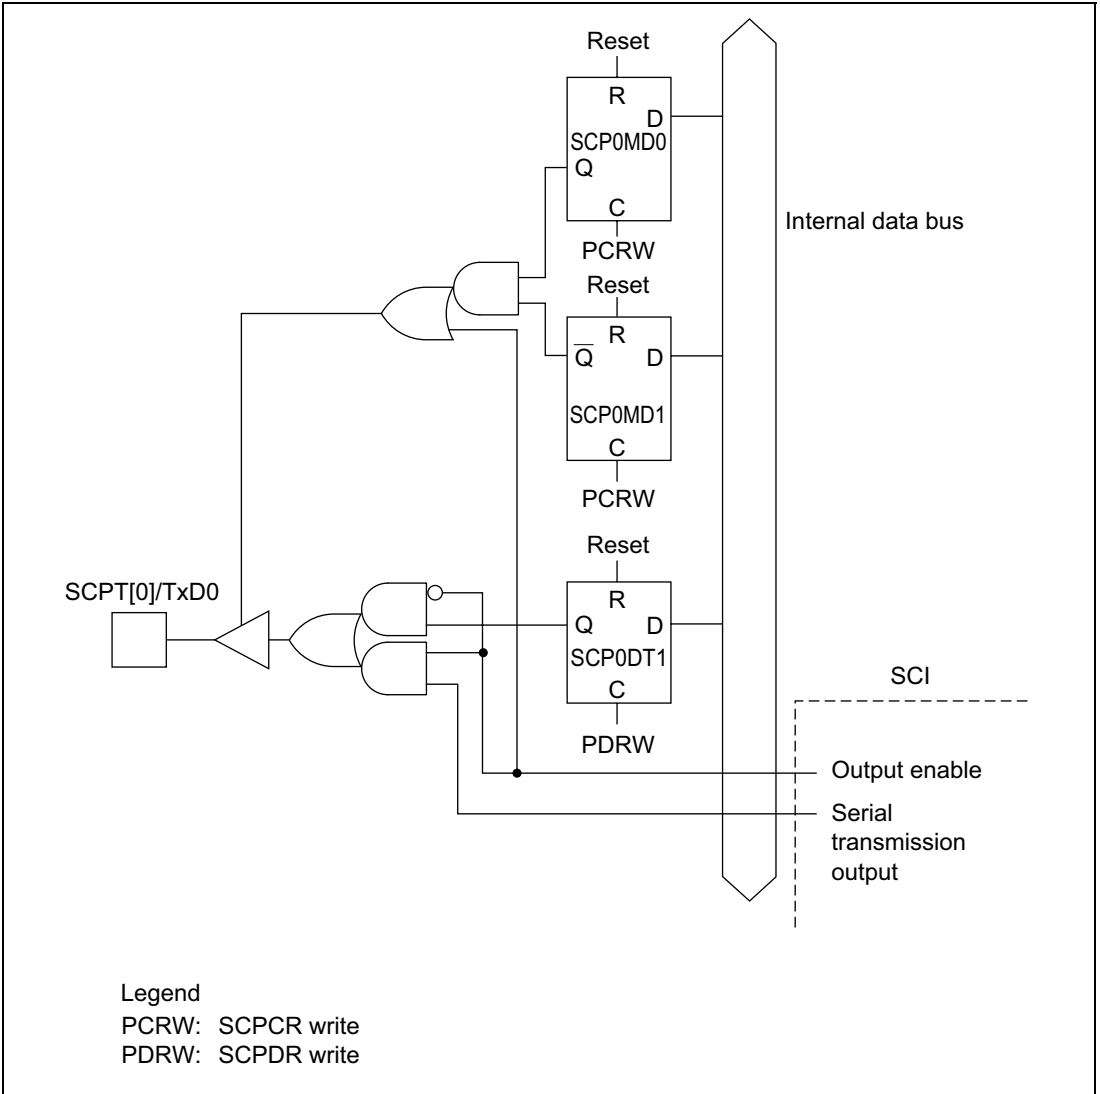 Reset
R
D
SCP0MD0
Q
C
PCRW
Internal data bus
Reset
R
Q̅ D
SCP0MD1
C
PCRW
Reset
SCPT[0]/TxD0
R
Q D
SCP0DT1
C
SCI
PDRW
Output enable
Serial
transmission
output
Legend
PCRW: SCPCR write
PDRW: SCPDR write